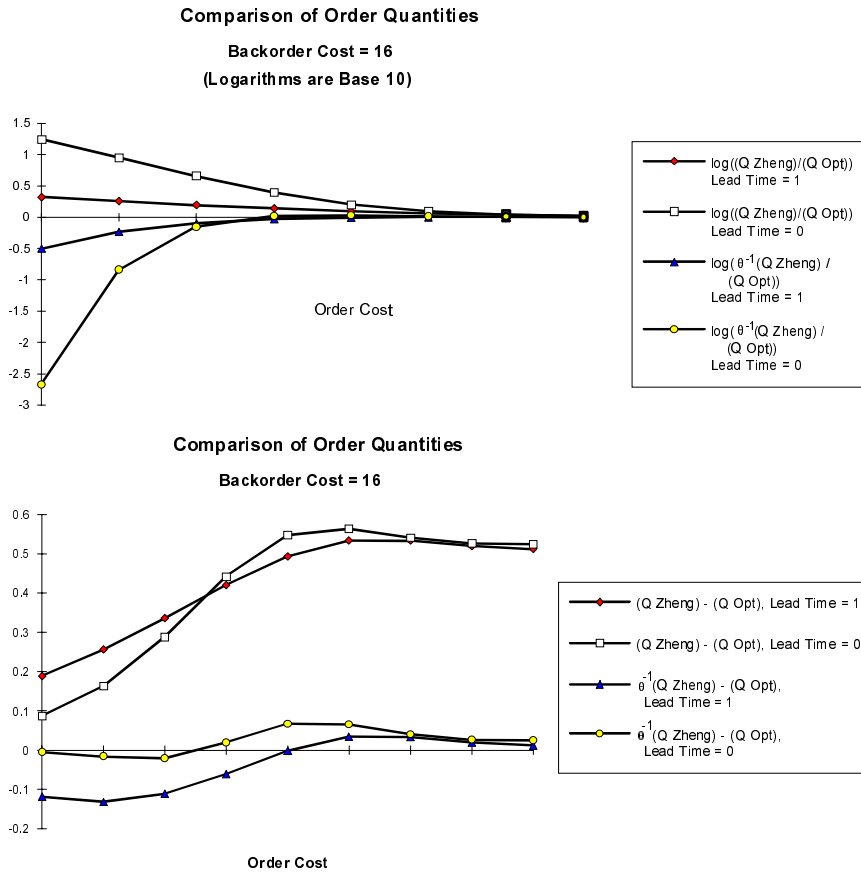 Comparison of Order Quantities
Backorder Cost = 16
(Logarithms are Base 10)
1.5
1
0.5
0
-0.5
-1
-1.5
-2
-2.5
-3
Order Cost
log((Q Zheng)/(Q Opt))
Lead Time = 1
log((Q Zheng)/(Q Opt))
Lead Time = 0
log( θ⁻¹(Q Zheng) /
(Q Opt))
Lead Time = 1
log( θ⁻¹(Q Zheng) /
(Q Opt))
Lead Time = 0
Comparison of Order Quantities
Backorder Cost = 16
0.6
0.5
0.4
0.3
0.2
0.1
0
-0.1
-0.2
Order Cost
(Q Zheng) - (Q Opt), Lead Time = 1
(Q Zheng) - (Q Opt), Lead Time = 0
θ⁻¹(Q Zheng) - (Q Opt),
Lead Time = 1
θ⁻¹(Q Zheng) - (Q Opt),
Lead Time = 0